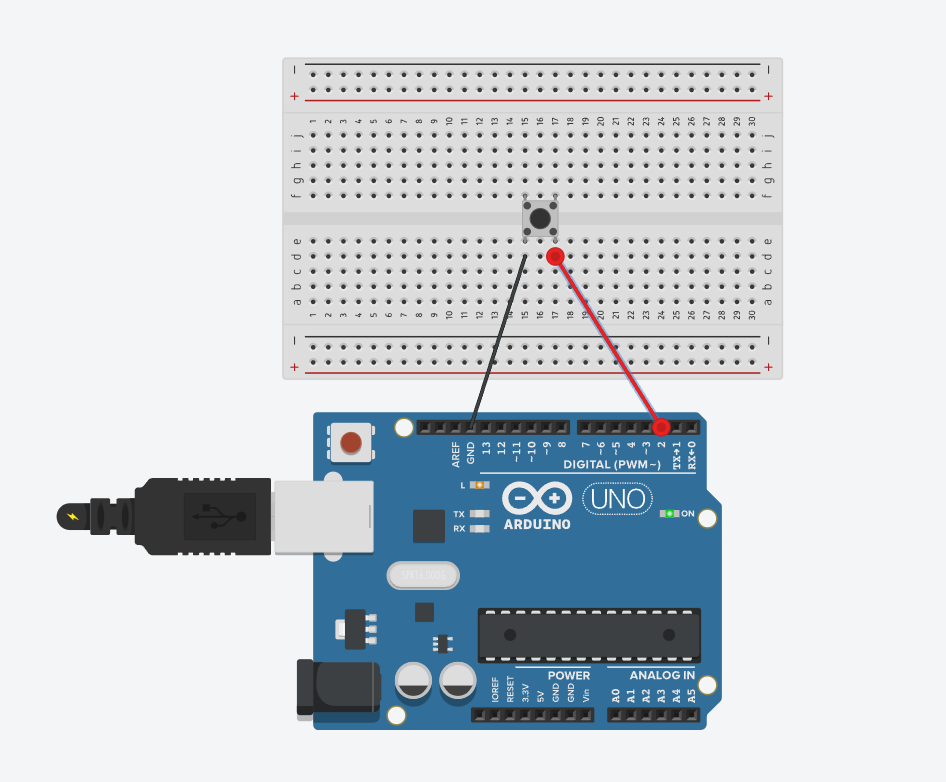 − −
+ +
1 2 3 4 5 6 7 8 9 10 11 12 13 14 15 16 17 18 19 20 21 22 23 24 25 26 27 28 29 30
j j
i i
h h
g g
f f
e e
d d
c c
b b
a a
1 2 3 4 5 6 7 8 9 10 11 12 13 14 15 16 17 18 19 20 21 22 23 24 25 26 27 28 29 30
− −
+ +
AREF GND 13 12 ~11 ~10 ~9 8 7 ~6 ~5 4 ~3 2 TX→1 RX←0
DIGITAL (PWM~)
L
TX
RX
ARDUINO
UNO
ON
POWER
ANALOG IN
IOREF RESET 3.3V 5V GND GND Vin A0 A1 A2 A3 A4 A5